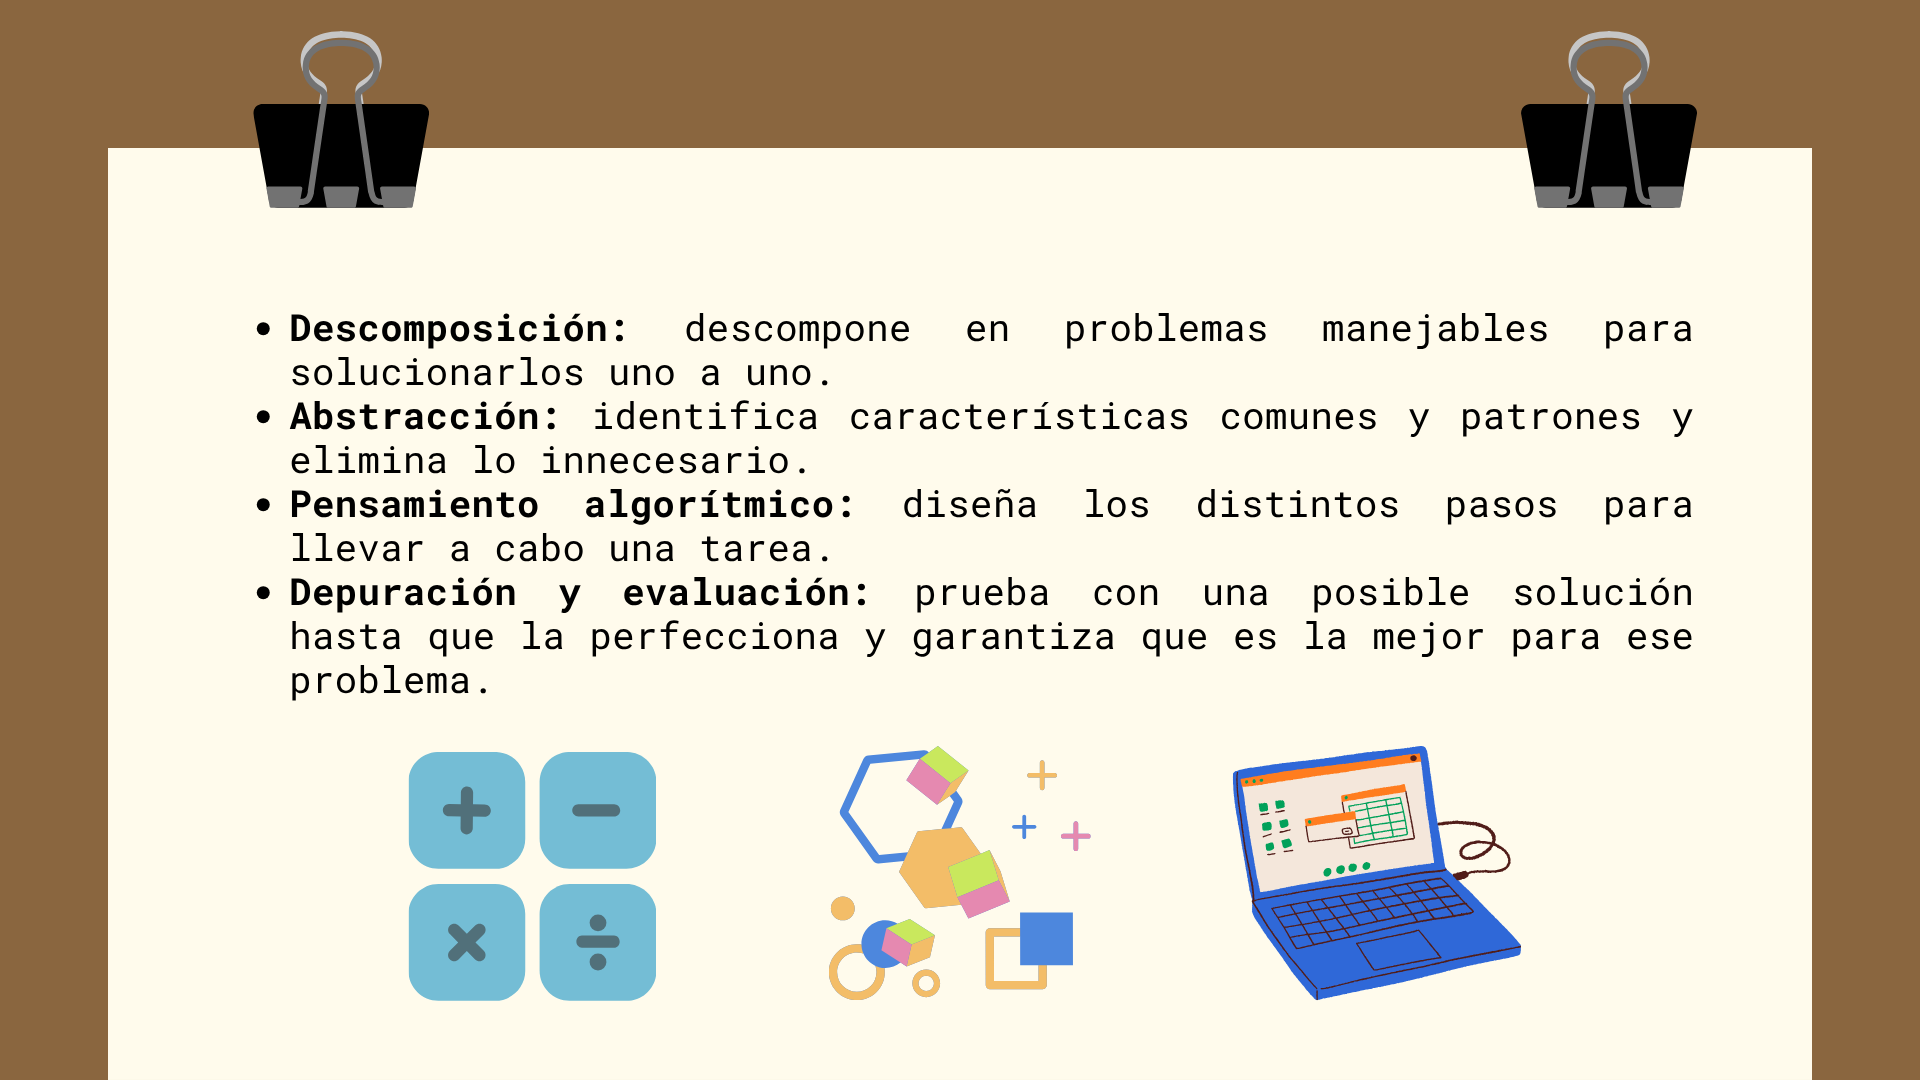 Descomposición: descompone en problemas manejables para
solucionarlos uno a uno.
Abstracción: identifica características comunes y patrones y
elimina lo innecesario.
Pensamiento algorítmico: diseña los distintos pasos para
llevar a cabo una tarea.
Depuración y evaluación: prueba con una posible solución
hasta que la perfecciona y garantiza que es la mejor para ese
problema.